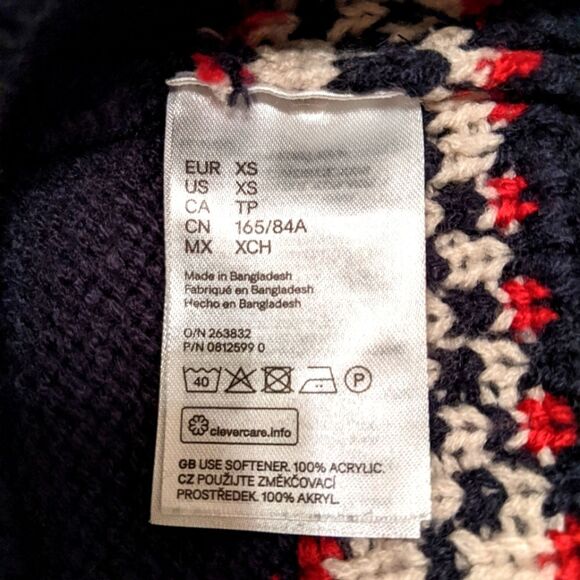 EUR XS
US XS
CA TP
CN 165/84A
MX XCH
Made in Bangladesh
Fabriqué en Bangladesh
Hecho en Bangladesh
O/N 263832
P/N 0812599 0
40 P
clevercare.info
GB USE SOFTENER. 100% ACRYLIC.
CZ POUŽIJTE ZMĚKČOVACÍ
PROSTŘEDEK. 100% AKRYL.